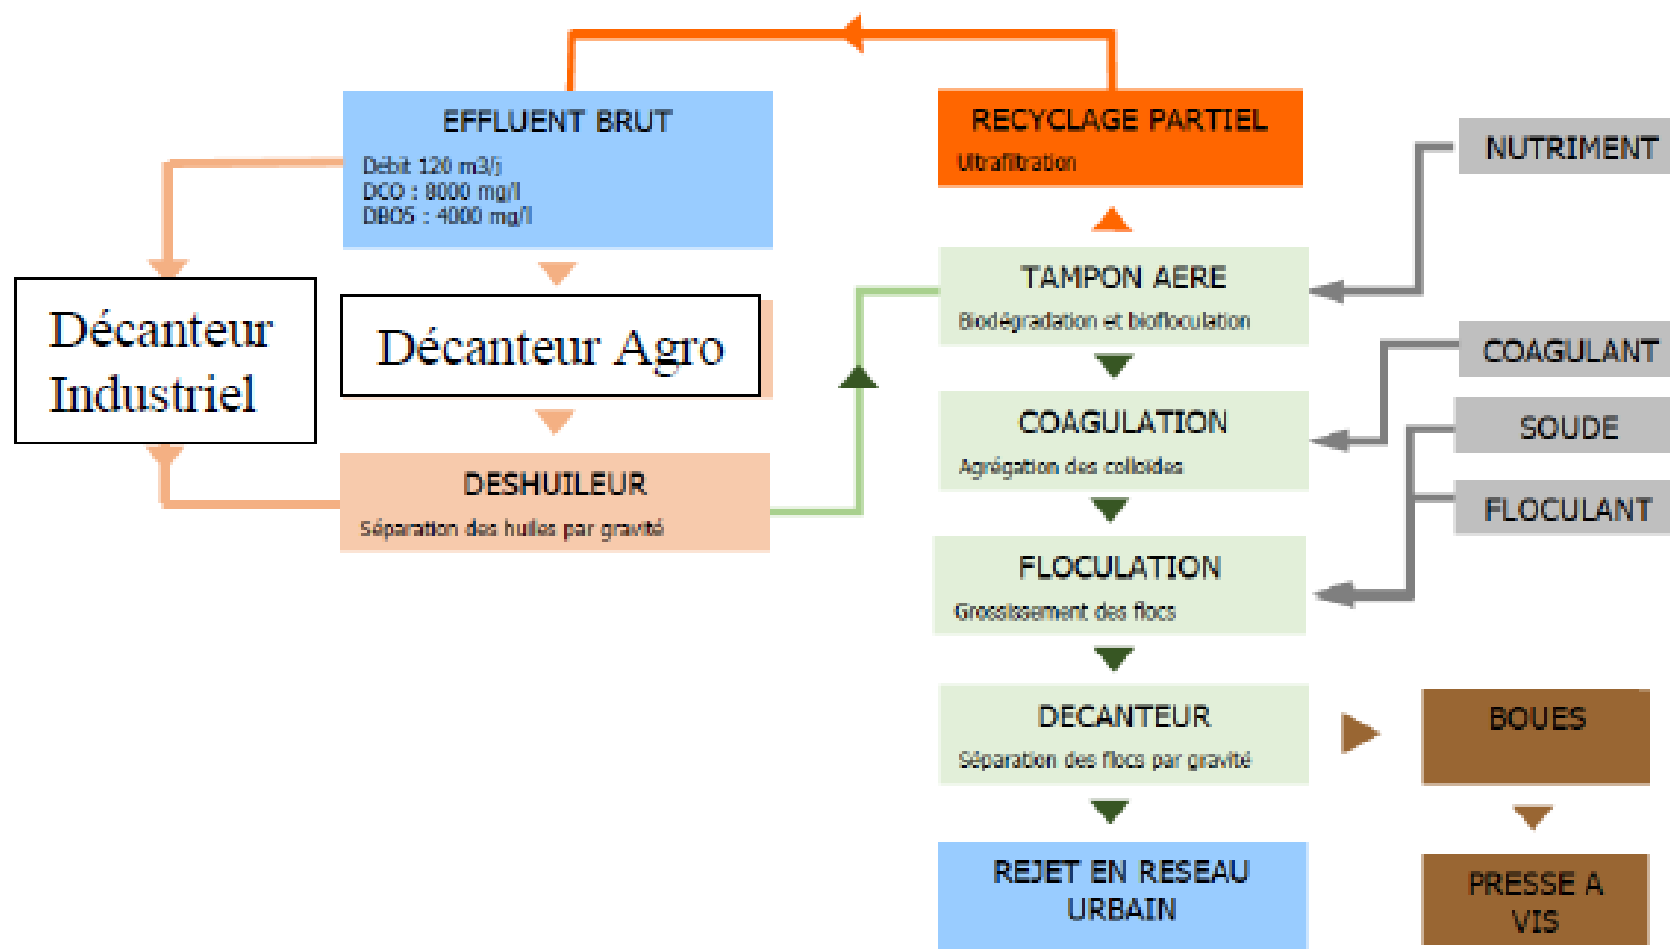 EFFLUENT BRUT
Débit 120 m3/j
DCO : 8000 mg/l
DBO5 : 4000 mg/l
Décanteur
Industriel
Décanteur Agro
DESHUILEUR
Séparation des huiles par gravité
RECYCLAGE PARTIEL
Ultrafiltration
TAMPON AERE
Biodégradation et biofloculation
COAGULATION
Agrégation des colloïdes
FLOCULATION
Grossissement des flocs
DECANTEUR
Séparation des flocs par gravité
REJET EN RESEAU
URBAIN
NUTRIMENT
COAGULANT
SOUDE
FLOCULANT
BOUES
PRESSE A
VIS